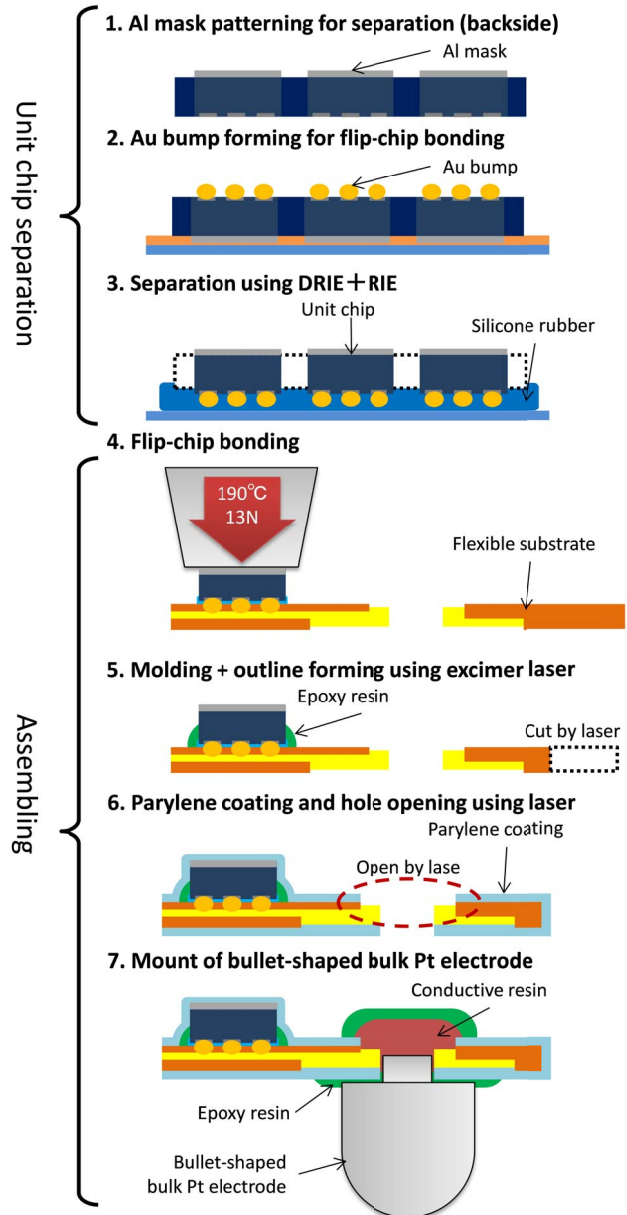 1. Al mask patterning for separation (backside)
Al mask
2. Au bump forming for flip-chip bonding
Au bump
3. Separation using DRIE+RIE
Unit chip
Silicone rubber
Unit chip separation
4. Flip-chip bonding
190℃
13N
Flexible substrate
5. Molding + outline forming using excimer laser
Epoxy resin
Cut by laser
6. Parylene coating and hole opening using laser
Parylene coating
Open by lase
7. Mount of bullet-shaped bulk Pt electrode
Conductive resin
Epoxy resin
Bullet-shaped
bulk Pt electrode
Assembling